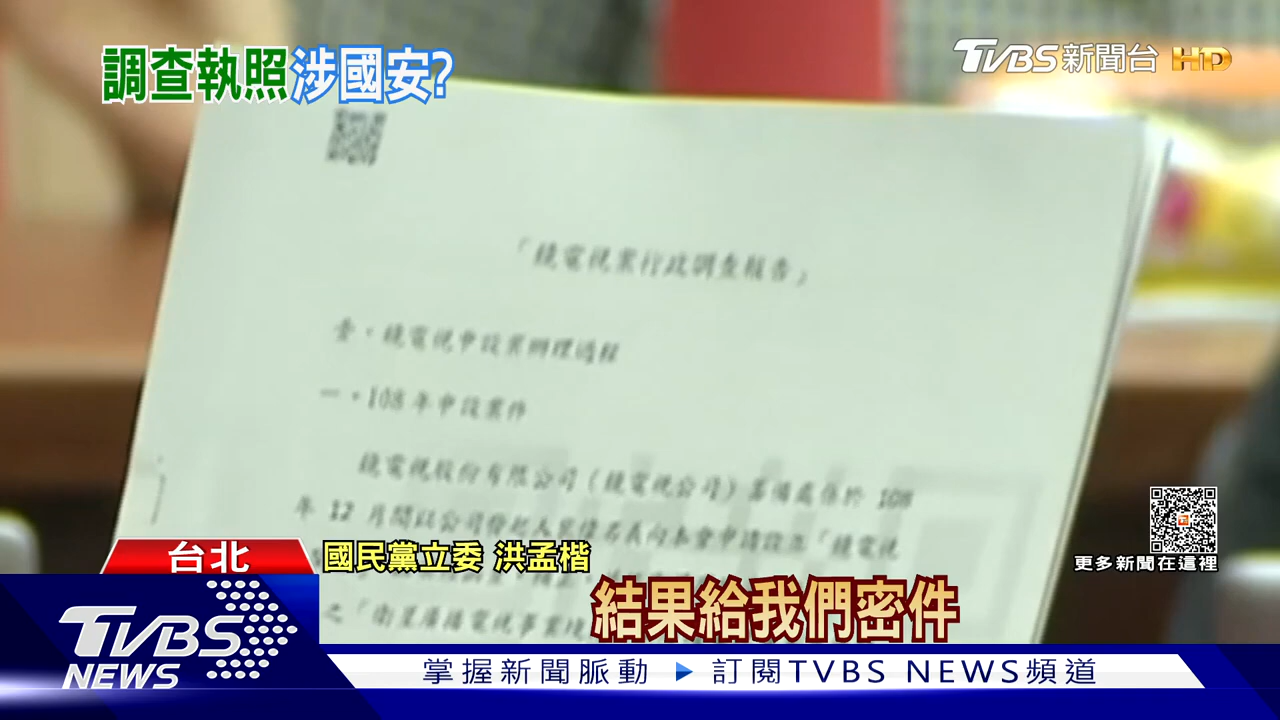 調查執照涉國安?
TVBS新聞台 HD
「鏡電視案行政調查報告」
壹、鏡電視申設案辦理過程
一、108年申設案件
鏡電視股份有限公司(鏡電視公司)籌備處係於 108
年 12 月間以公司發起人 名義向本會申請設立「鏡電視
之「衛星廣播電視事業
更多新聞在這裡
台北
國民黨立委 洪孟楷
結果給我們密件
TVBS
NEWS
掌握新聞脈動 ▶ 訂閱TVBS NEWS頻道